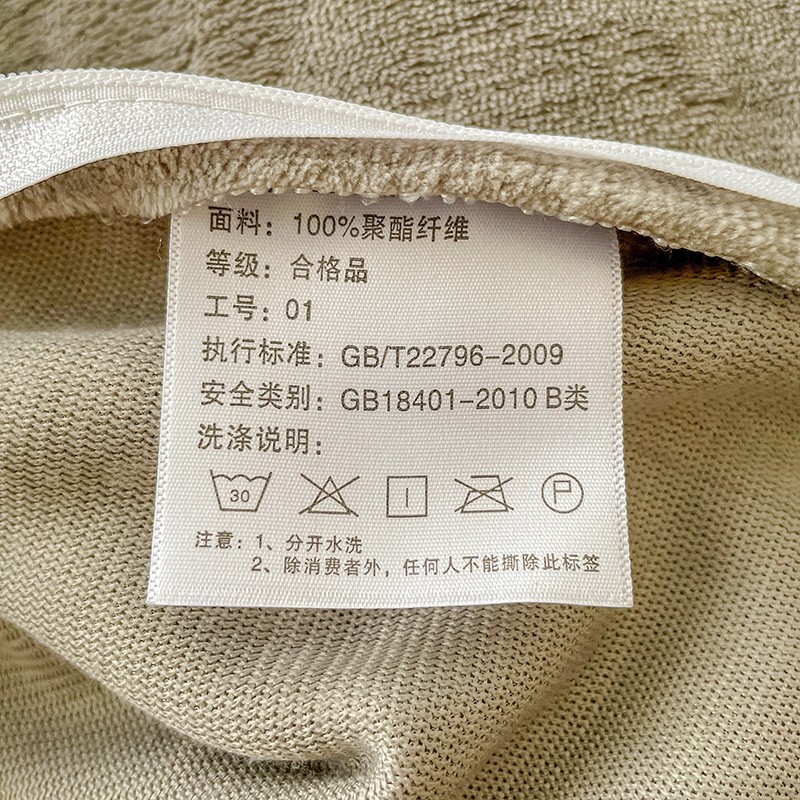 面料：100%聚酯纤维
等级：合格品
工号：01
执行标准：GB/T22796-2009
安全类别：GB18401-2010 B类
洗涤说明：
30 P
注意：1、分开水洗
2、除消费者外，任何人不能撕除此标签